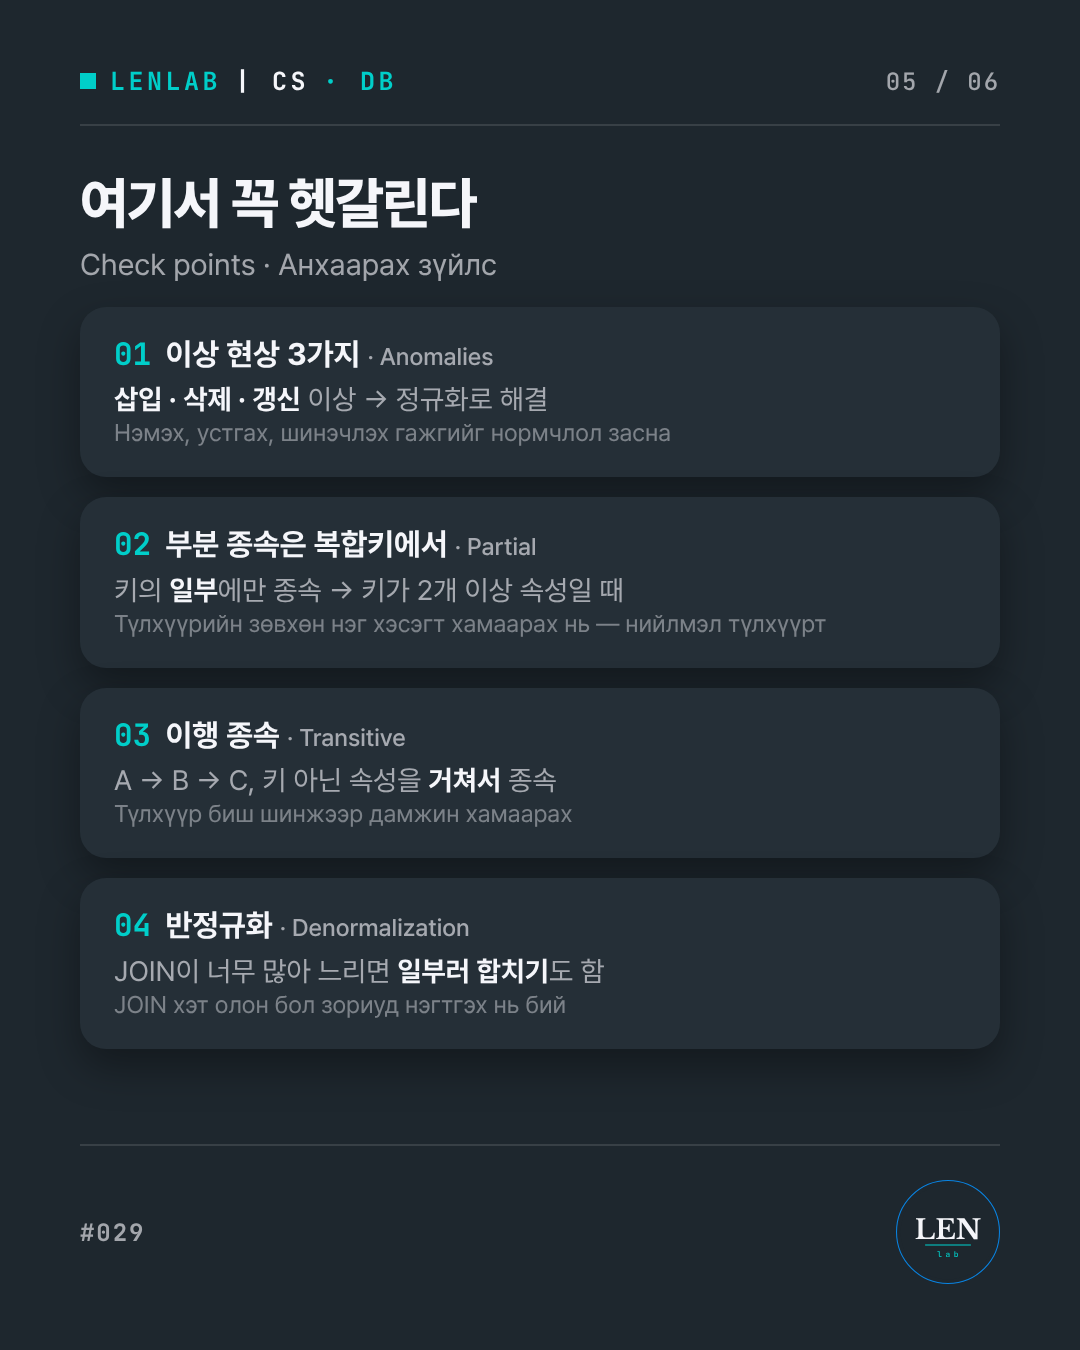 LENLAB | CS · DB
05 / 06
여기서 꼭 헷갈린다
Check points · Анхаарах зүйлс
01 이상 현상 3가지 · Anomalies
삽입 · 삭제 · 갱신 이상 → 정규화로 해결
Нэмэх, устгах, шинэчлэх гажгийг нормчлол засна
02 부분 종속은 복합키에서 · Partial
키의 일부에만 종속 → 키가 2개 이상 속성일 때
Түлхүүрийн зөвхөн нэг хэсэгт хамаарах нь — нийлмэл түлхүүрт
03 이행 종속 · Transitive
A → B → C, 키 아닌 속성을 거쳐서 종속
Түлхүүр биш шинжээр дамжин хамаарах
04 반정규화 · Denormalization
JOIN이 너무 많아 느리면 일부러 합치기도 함
JOIN хэт олон бол зориуд нэгтгэх нь бий
#029
LEN
lab